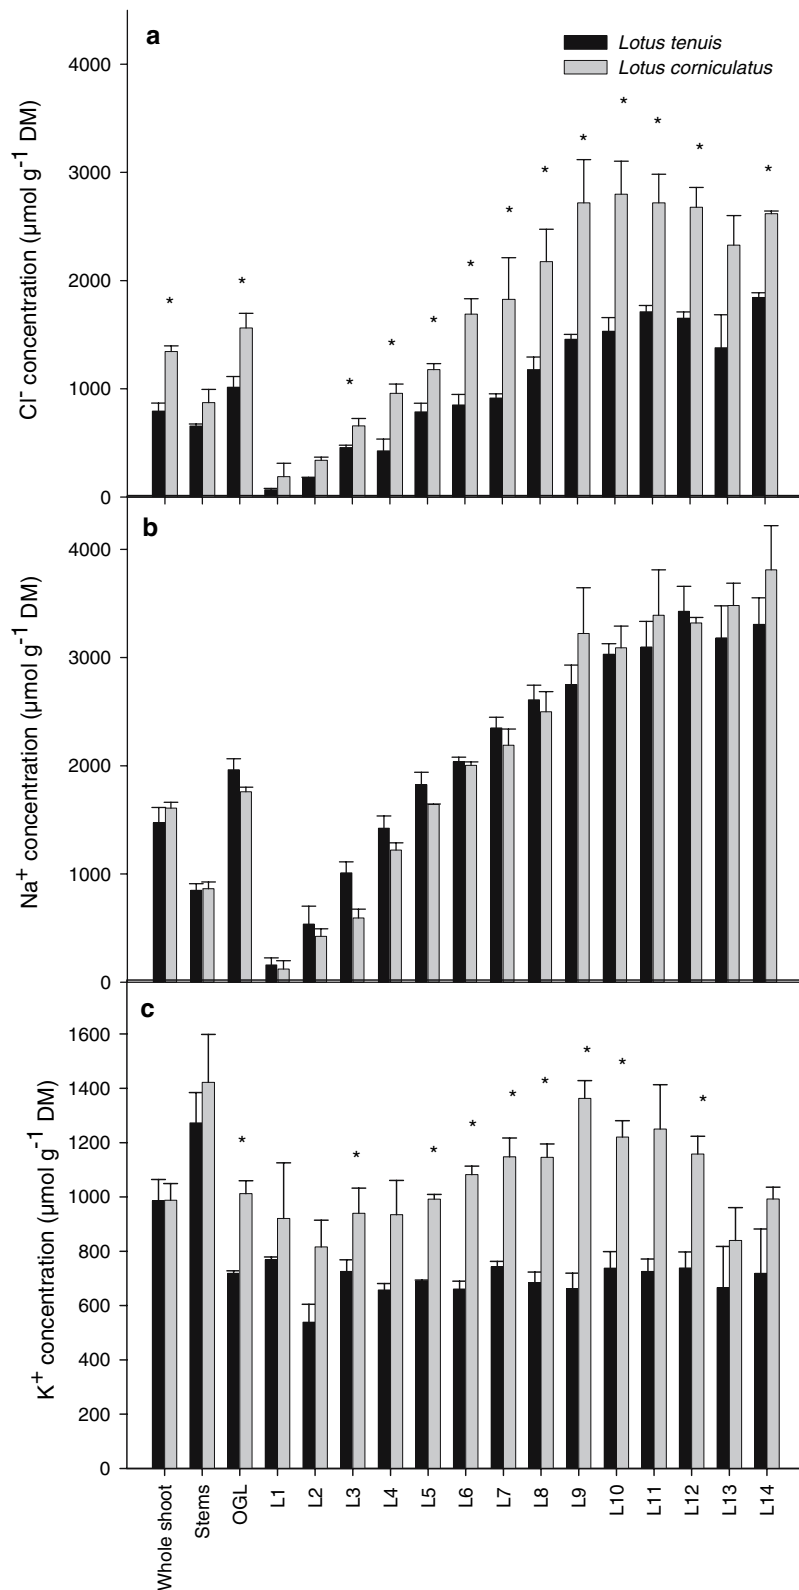 a
Lotus tenuis
Lotus corniculatus
Cl⁻ concentration (μmol g⁻¹ DM)
4000
3000
2000
1000
0
* * * * * * * * * * * * *
b
Na⁺ concentration (μmol g⁻¹ DM)
4000
3000
2000
1000
0
c
K⁺ concentration (μmol g⁻¹ DM)
1600
1400
1200
1000
800
600
400
200
0
* * * * * * * * *
Whole shoot
Stems
OGL
L1
L2
L3
L4
L5
L6
L7
L8
L9
L10
L11
L12
L13
L14